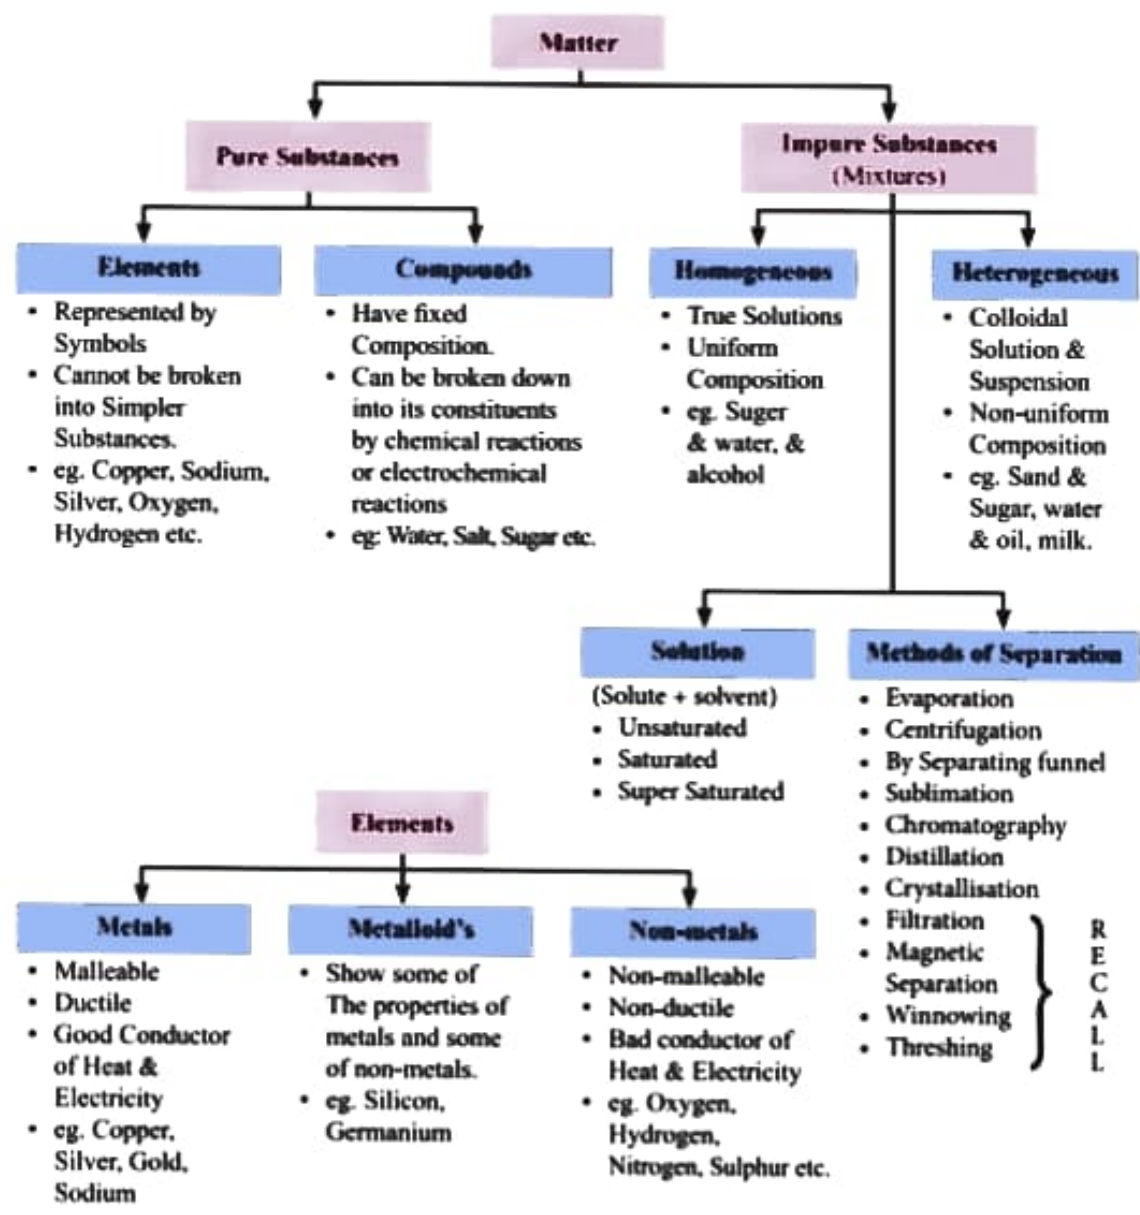 Matter
Pure Substances
Impure Substances
(Mixtures)
Elements
• Represented by
Symbols
• Cannot be broken
into Simpler
Substances.
• eg. Copper, Sodium,
Silver, Oxygen,
Hydrogen etc.
Compounds
• Have fixed
Composition.
• Can be broken down
into its constituents
by chemical reactions
or electrochemical
reactions
• eg: Water, Salt, Sugar etc.
Homogeneous
• True Solutions
• Uniform
Composition
• eg. Suger
& water, &
alcohol
Heterogeneous
• Colloidal
Solution &
Suspension
• Non-uniform
Composition
• eg. Sand &
Sugar, water
& oil, milk.
Solution
(Solute + solvent)
• Unsaturated
• Saturated
• Super Saturated
Methods of Separation
• Evaporation
• Centrifugation
• By Separating funnel
• Sublimation
• Chromatography
• Distillation
• Crystallisation
• Filtration
• Magnetic
Separation
• Winnowing
• Threshing
R
E
C
A
L
L
Elements
Metals
• Malleable
• Ductile
• Good Conductor
of Heat &
Electricity
• eg. Copper,
Silver, Gold,
Sodium
Metalloid's
• Show some of
The properties of
metals and some
of non-metals.
• eg. Silicon,
Germanium
Non-metals
• Non-malleable
• Non-ductile
• Bad conductor of
Heat & Electricity
• eg. Oxygen,
Hydrogen,
Nitrogen, Sulphur etc.